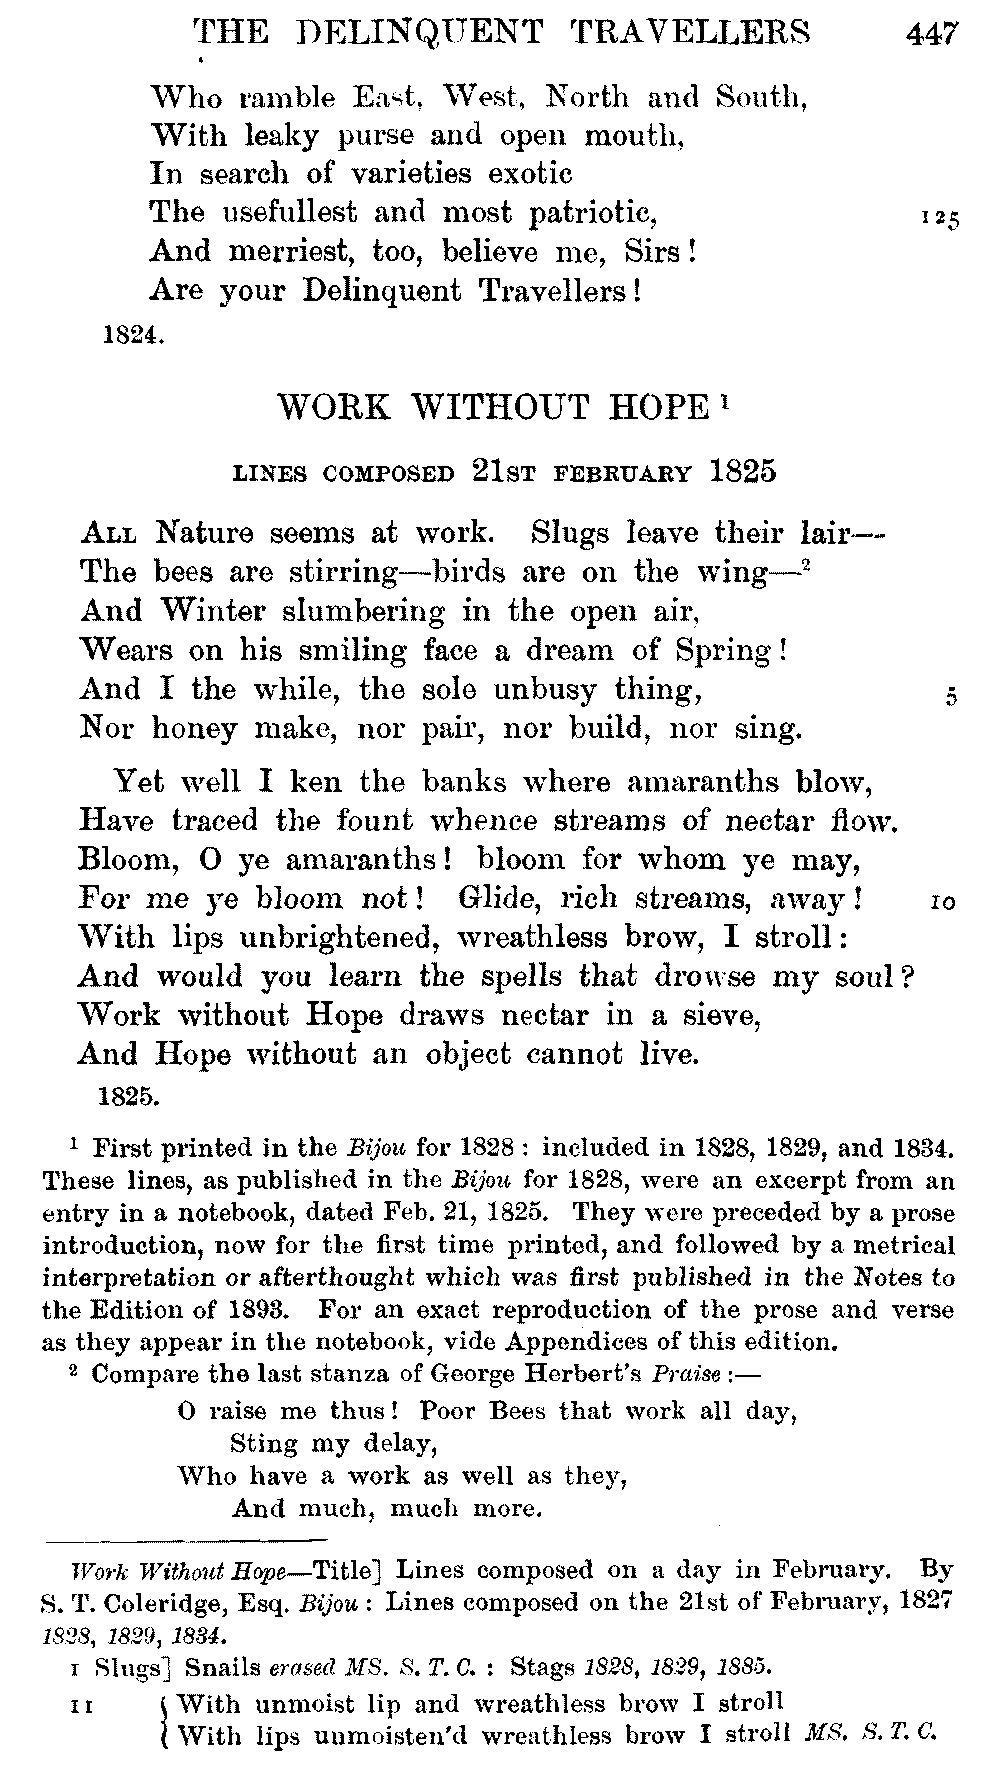 THE DELINQUENT TRAVELLERS 447
Who ramble East, West, North and South,
With leaky purse and open mouth,
In search of varieties exotic
The usefullest and most patriotic, 125
And merriest, too, believe me, Sirs !
Are your Delinquent Travellers !
1824.
WORK WITHOUT HOPE ¹
LINES COMPOSED 21ST FEBRUARY 1825
ALL Nature seems at work. Slugs leave their lair—
The bees are stirring—birds are on the wing—²
And Winter slumbering in the open air,
Wears on his smiling face a dream of Spring !
And I the while, the sole unbusy thing, 5
Nor honey make, nor pair, nor build, nor sing.
Yet well I ken the banks where amaranths blow,
Have traced the fount whence streams of nectar flow.
Bloom, O ye amaranths ! bloom for whom ye may,
For me ye bloom not ! Glide, rich streams, away ! 10
With lips unbrightened, wreathless brow, I stroll :
And would you learn the spells that drowse my soul ?
Work without Hope draws nectar in a sieve,
And Hope without an object cannot live.
1825.
¹ First printed in the Bijou for 1828 : included in 1828, 1829, and 1834.
These lines, as published in the Bijou for 1828, were an excerpt from an
entry in a notebook, dated Feb. 21, 1825. They were preceded by a prose
introduction, now for the first time printed, and followed by a metrical
interpretation or afterthought which was first published in the Notes to
the Edition of 1893. For an exact reproduction of the prose and verse
as they appear in the notebook, vide Appendices of this edition.
² Compare the last stanza of George Herbert's Praise :—
O raise me thus ! Poor Bees that work all day,
Sting my delay,
Who have a work as well as they,
And much, much more.
Work Without Hope—Title] Lines composed on a day in February. By
S. T. Coleridge, Esq. Bijou : Lines composed on the 21st of February, 1827
1828, 1829, 1834.
1 Slugs] Snails erased MS. S. T. C. : Stags 1828, 1829, 1885.
11 { With unmoist lip and wreathless brow I stroll
With lips unmoisten'd wreathless brow I stroll MS. S. T. C.